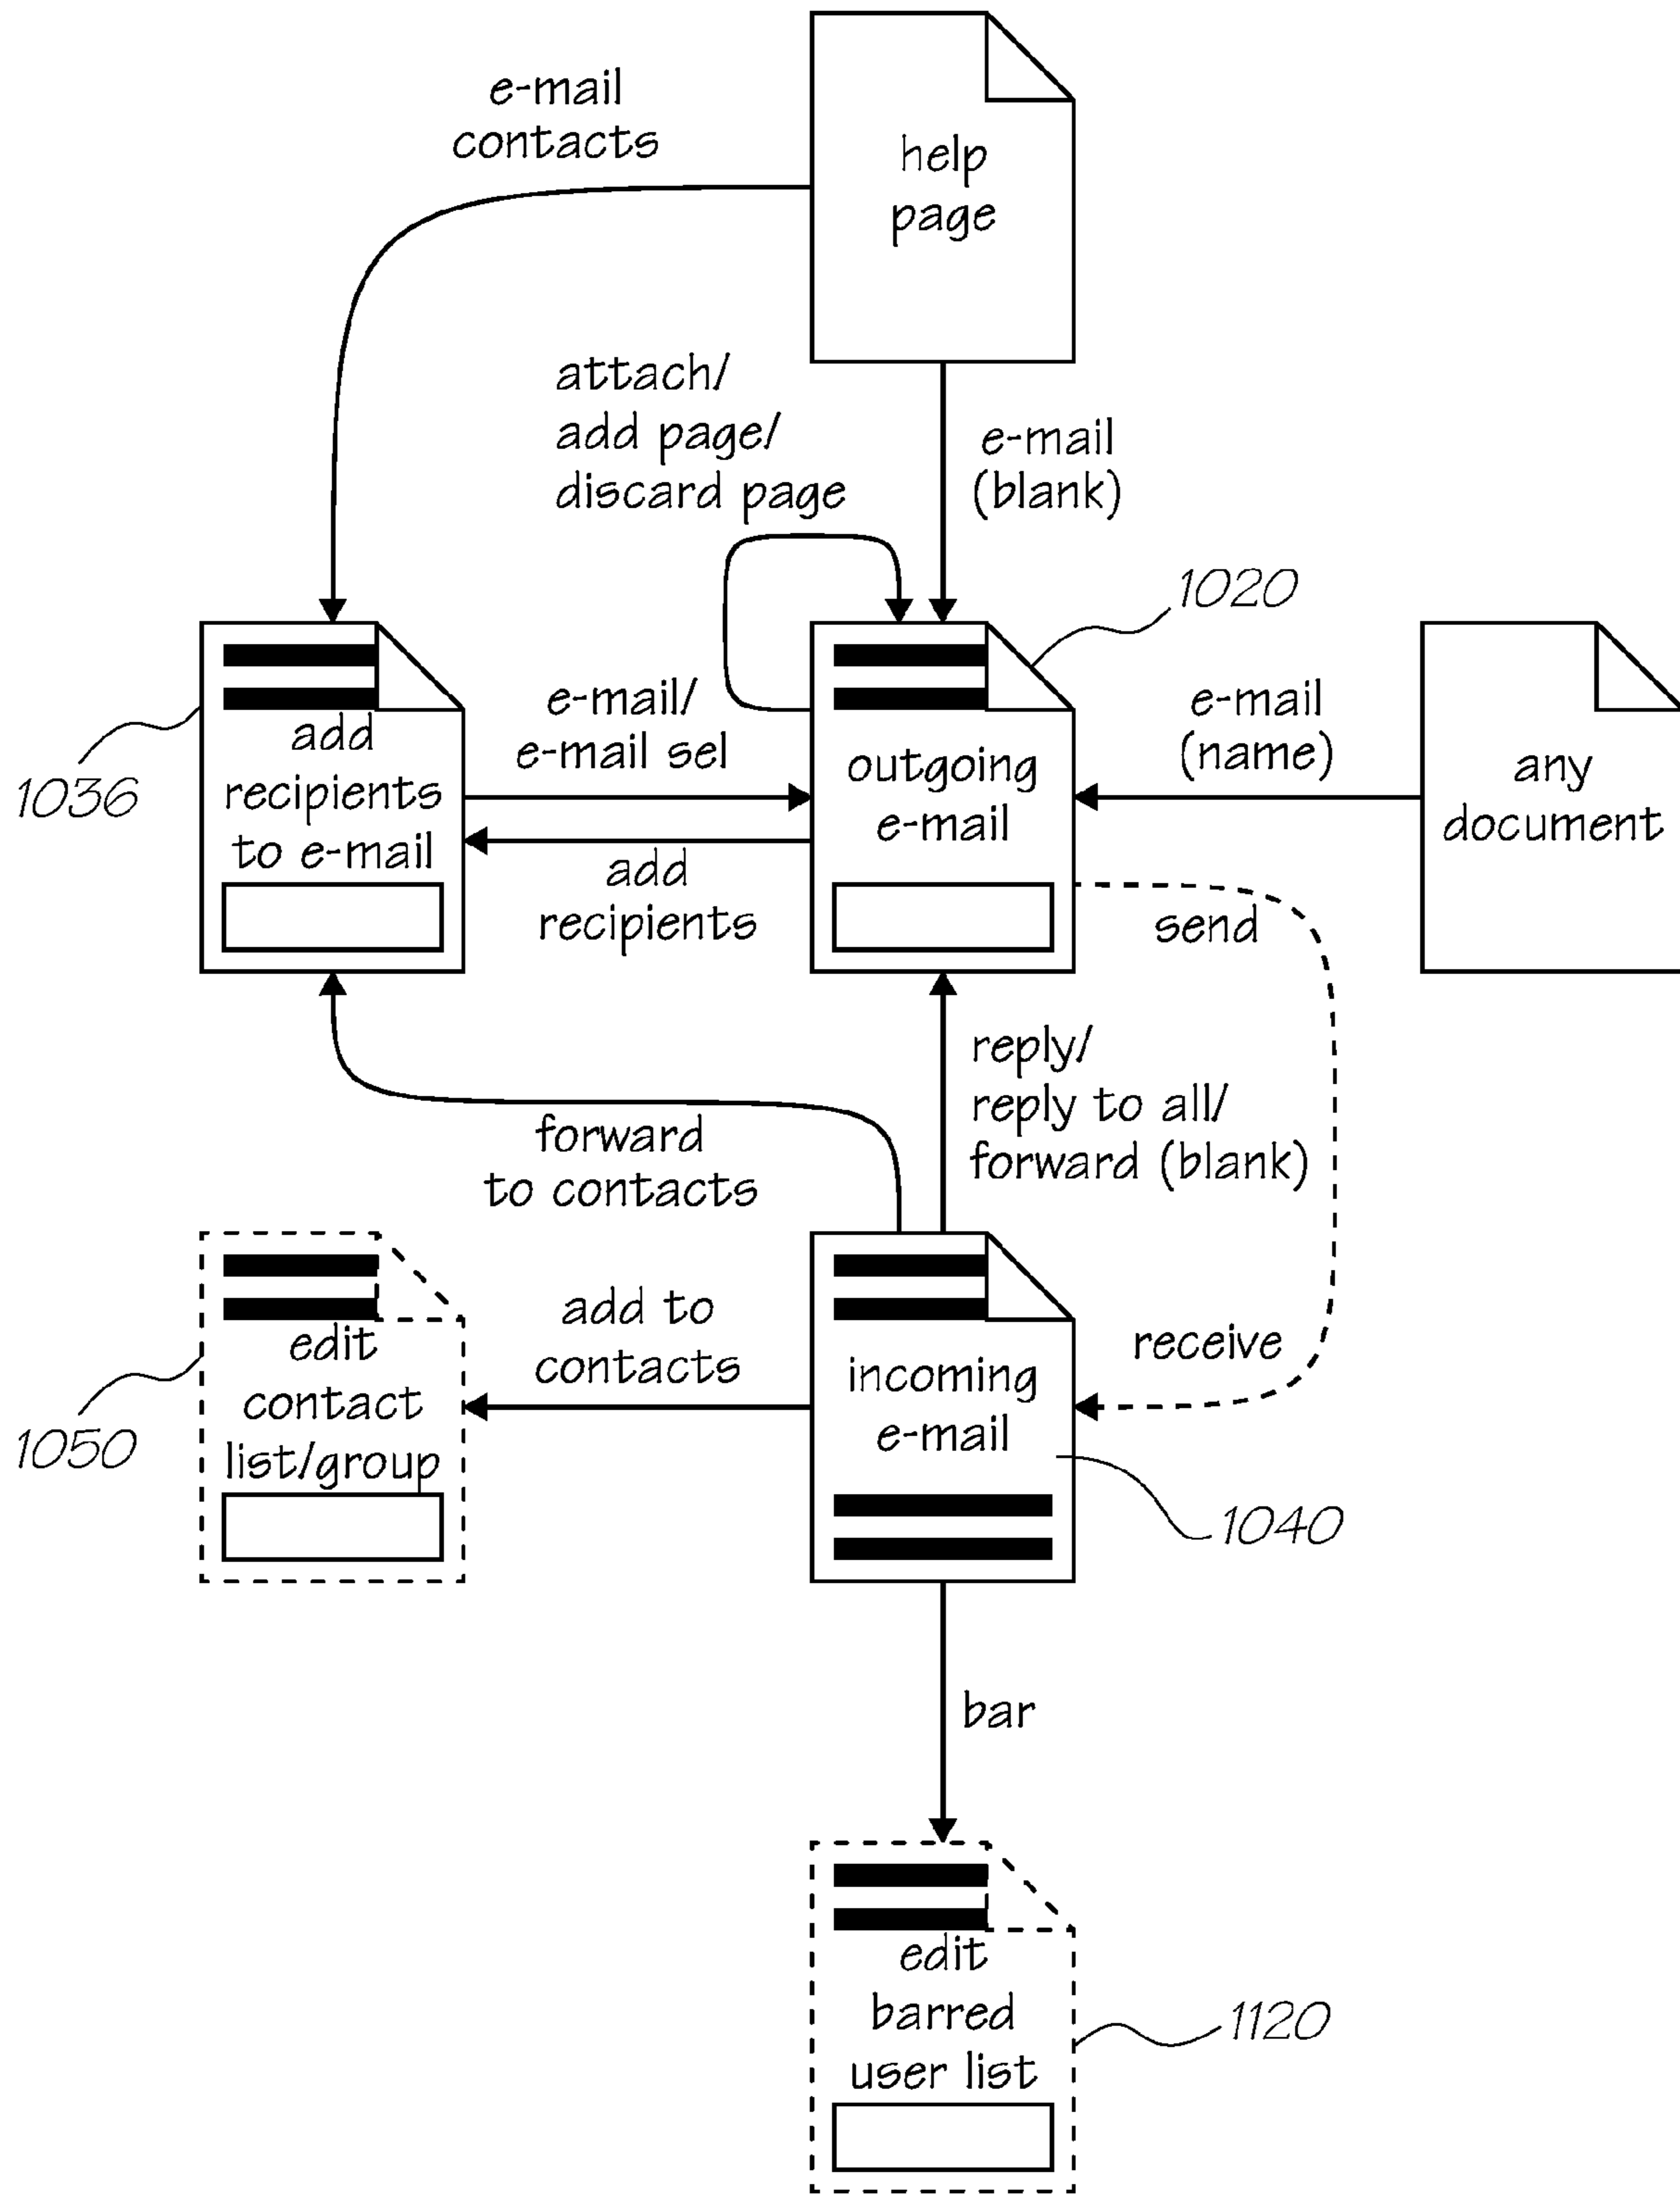 e-mail
contacts
help
page
attach/
add page/
discard page
e-mail
(blank)
1020
1036
add
recipients
to e-mail
e-mail/
e-mail sel
add
recipients
outgoing
e-mail
e-mail
(name)
any
document
send
reply/
reply to all/
forward (blank)
forward
to contacts
1050
edit
contact
list/group
add to
contacts
incoming
e-mail
receive
1040
bar
edit
barred
user list
1120